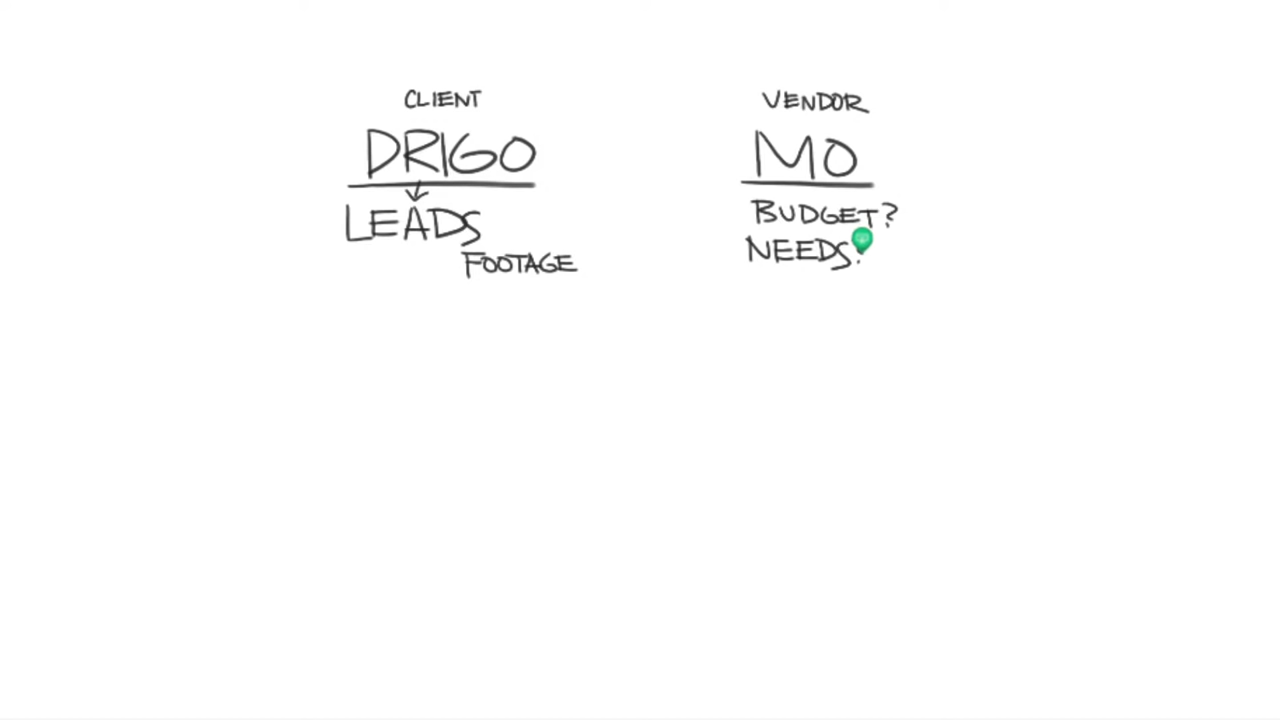 CLIENT
DRIGO
LEADS
FOOTAGE
VENDOR
MO
BUDGET?
NEEDS?